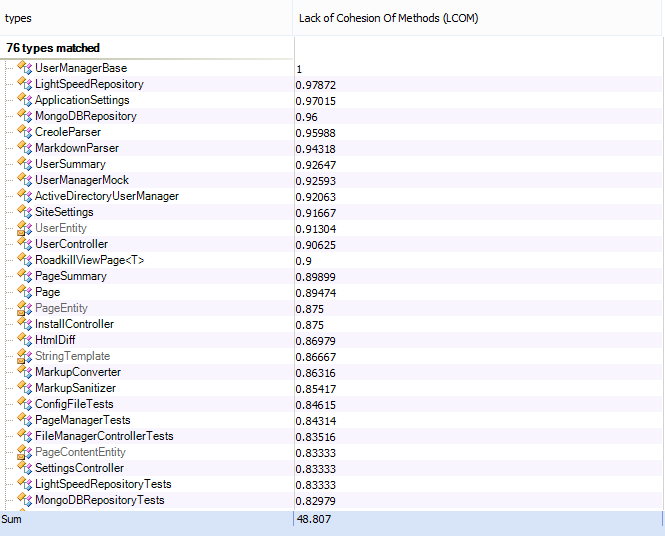 types Lack of Cohesion Of Methods (LCOM)
76 types matched
UserManagerBase 1
LightSpeedRepository 0.97872
ApplicationSettings 0.97015
MongoDBRepository 0.96
CreoleParser 0.95988
MarkdownParser 0.94318
UserSummary 0.92647
UserManagerMock 0.92593
ActiveDirectoryUserManager 0.92063
SiteSettings 0.91667
UserEntity 0.91304
UserController 0.90625
RoadkillViewPage<T> 0.9
PageSummary 0.89899
Page 0.89474
PageEntity 0.875
InstallController 0.875
HtmlDiff 0.86979
StringTemplate 0.86667
MarkupConverter 0.86316
MarkupSanitizer 0.85417
ConfigFileTests 0.84615
PageManagerTests 0.84314
FileManagerControllerTests 0.83516
PageContentEntity 0.83333
SettingsController 0.83333
LightSpeedRepositoryTests 0.83333
MongoDBRepositoryTests 0.82979
Sum 48.807